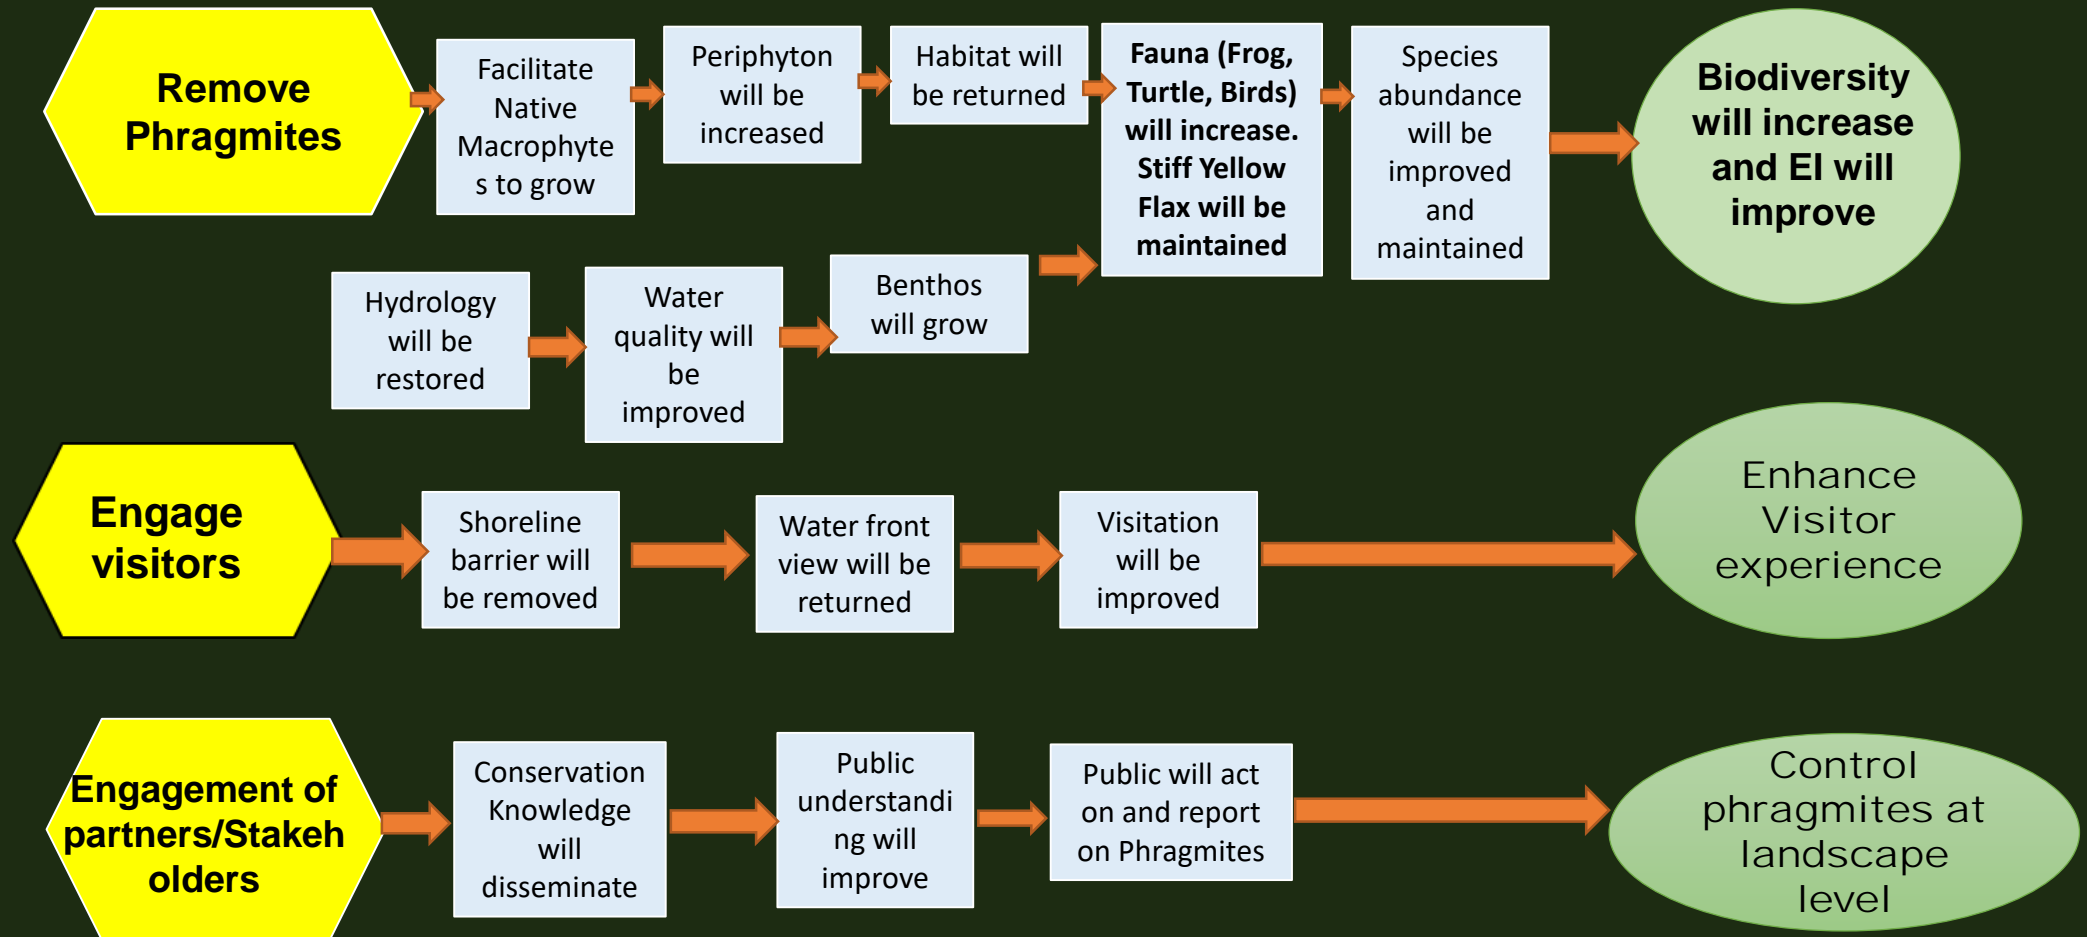 Remove
Phragmites
Facilitate
Native
Macrophyte
s to grow
Periphyton
will be
increased
Habitat will
be returned
Fauna (Frog,
Turtle, Birds)
will increase.
Stiff Yellow
Flax will be
maintained
Species
abundance
will be
improved
and
maintained
Biodiversity
will increase
and EI will
improve
Hydrology
will be
restored
Water
quality will
be
improved
Benthos
will grow
Engage
visitors
Shoreline
barrier will
be removed
Water front
view will be
returned
Visitation
will be
improved
Enhance
Visitor
experience
Engagement of
partners/Stakeh
olders
Conservation
Knowledge
will
disseminate
Public
understandi
ng will
improve
Public will act
on and report
on Phragmites
Control
phragmites at
landscape
level